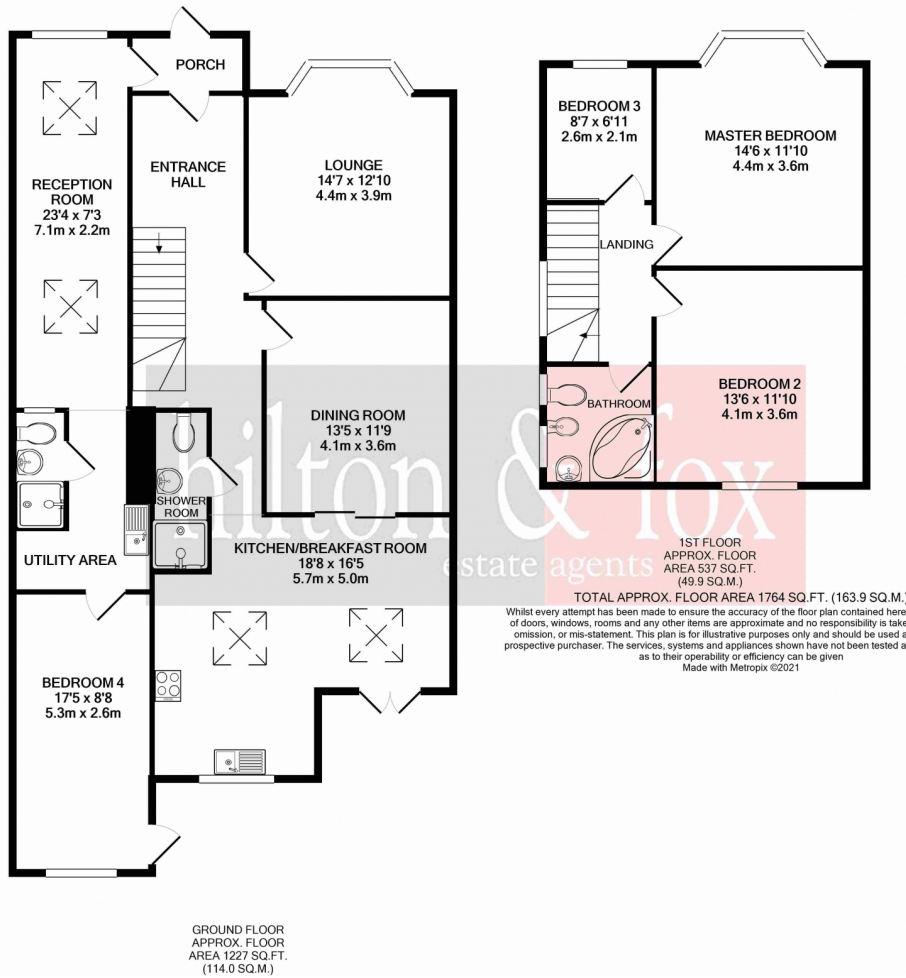 PORCH
RECEPTION
ROOM
23'4 x 7'3
7.1m x 2.2m
ENTRANCE
HALL
LOUNGE
14'7 x 12'10
4.4m x 3.9m
DINING ROOM
13'5 x 11'9
4.1m x 3.6m
SHOWER
ROOM
UTILITY AREA
KITCHEN/BREAKFAST ROOM
18'8 x 16'5
5.7m x 5.0m
BEDROOM 4
17'5 x 8'8
5.3m x 2.6m
GROUND FLOOR
APPROX. FLOOR
AREA 1227 SQ.FT.
(114.0 SQ.M.)
BEDROOM 3
8'7 x 6'11
2.6m x 2.1m
MASTER BEDROOM
14'6 x 11'10
4.4m x 3.6m
LANDING
BATHROOM
BEDROOM 2
13'6 x 11'10
4.1m x 3.6m
hilton & fox
estate agents
1ST FLOOR
APPROX. FLOOR
AREA 537 SQ.FT.
(49.9 SQ.M.)
TOTAL APPROX. FLOOR AREA 1764 SQ.FT. (163.9 SQ.M.)
Whilst every attempt has been made to ensure the accuracy of the floor plan contained here
of doors, windows, rooms and any other items are approximate and no responsibility is take
omission, or mis-statement. This plan is for illustrative purposes only and should be used a
prospective purchaser. The services, systems and appliances shown have not been tested a
as to their operability or efficiency can be given
Made with Metropix ©2021